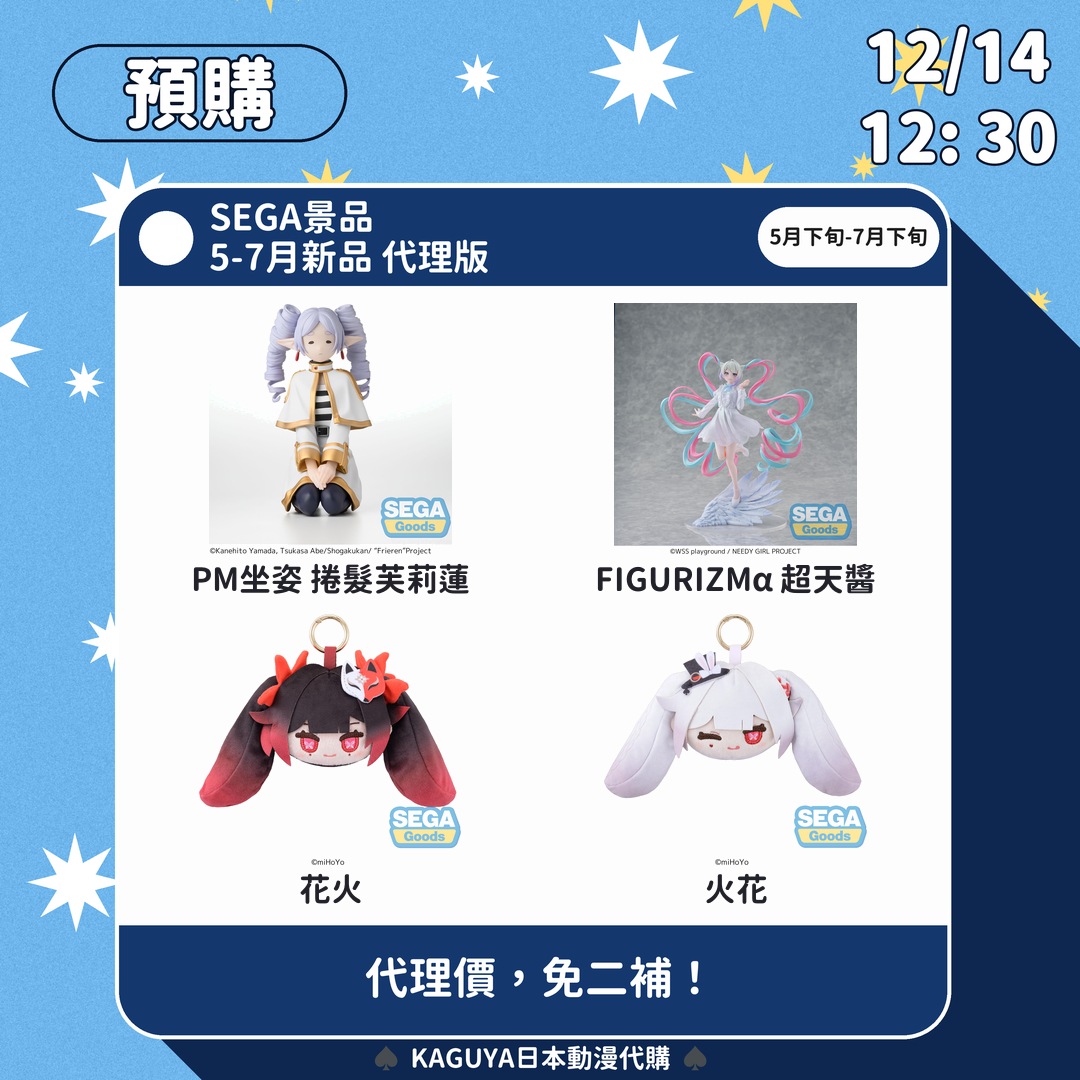 預購
12/14
12: 30
SEGA景品
5-7月新品 代理版
5月下旬-7月下旬
SEGA
Goods
©Kanehito Yamada, Tsukasa Abe/Shogakukan/ "Frieren"Project
PM坐姿 捲髮芙莉蓮
SEGA
Goods
©WSS playground / NEEDY GIRL PROJECT
FIGURIZMα 超天醬
SEGA
Goods
©miHoYo
花火
SEGA
Goods
©miHoYo
火花
代理價，免二補！
KAGUYA日本動漫代購